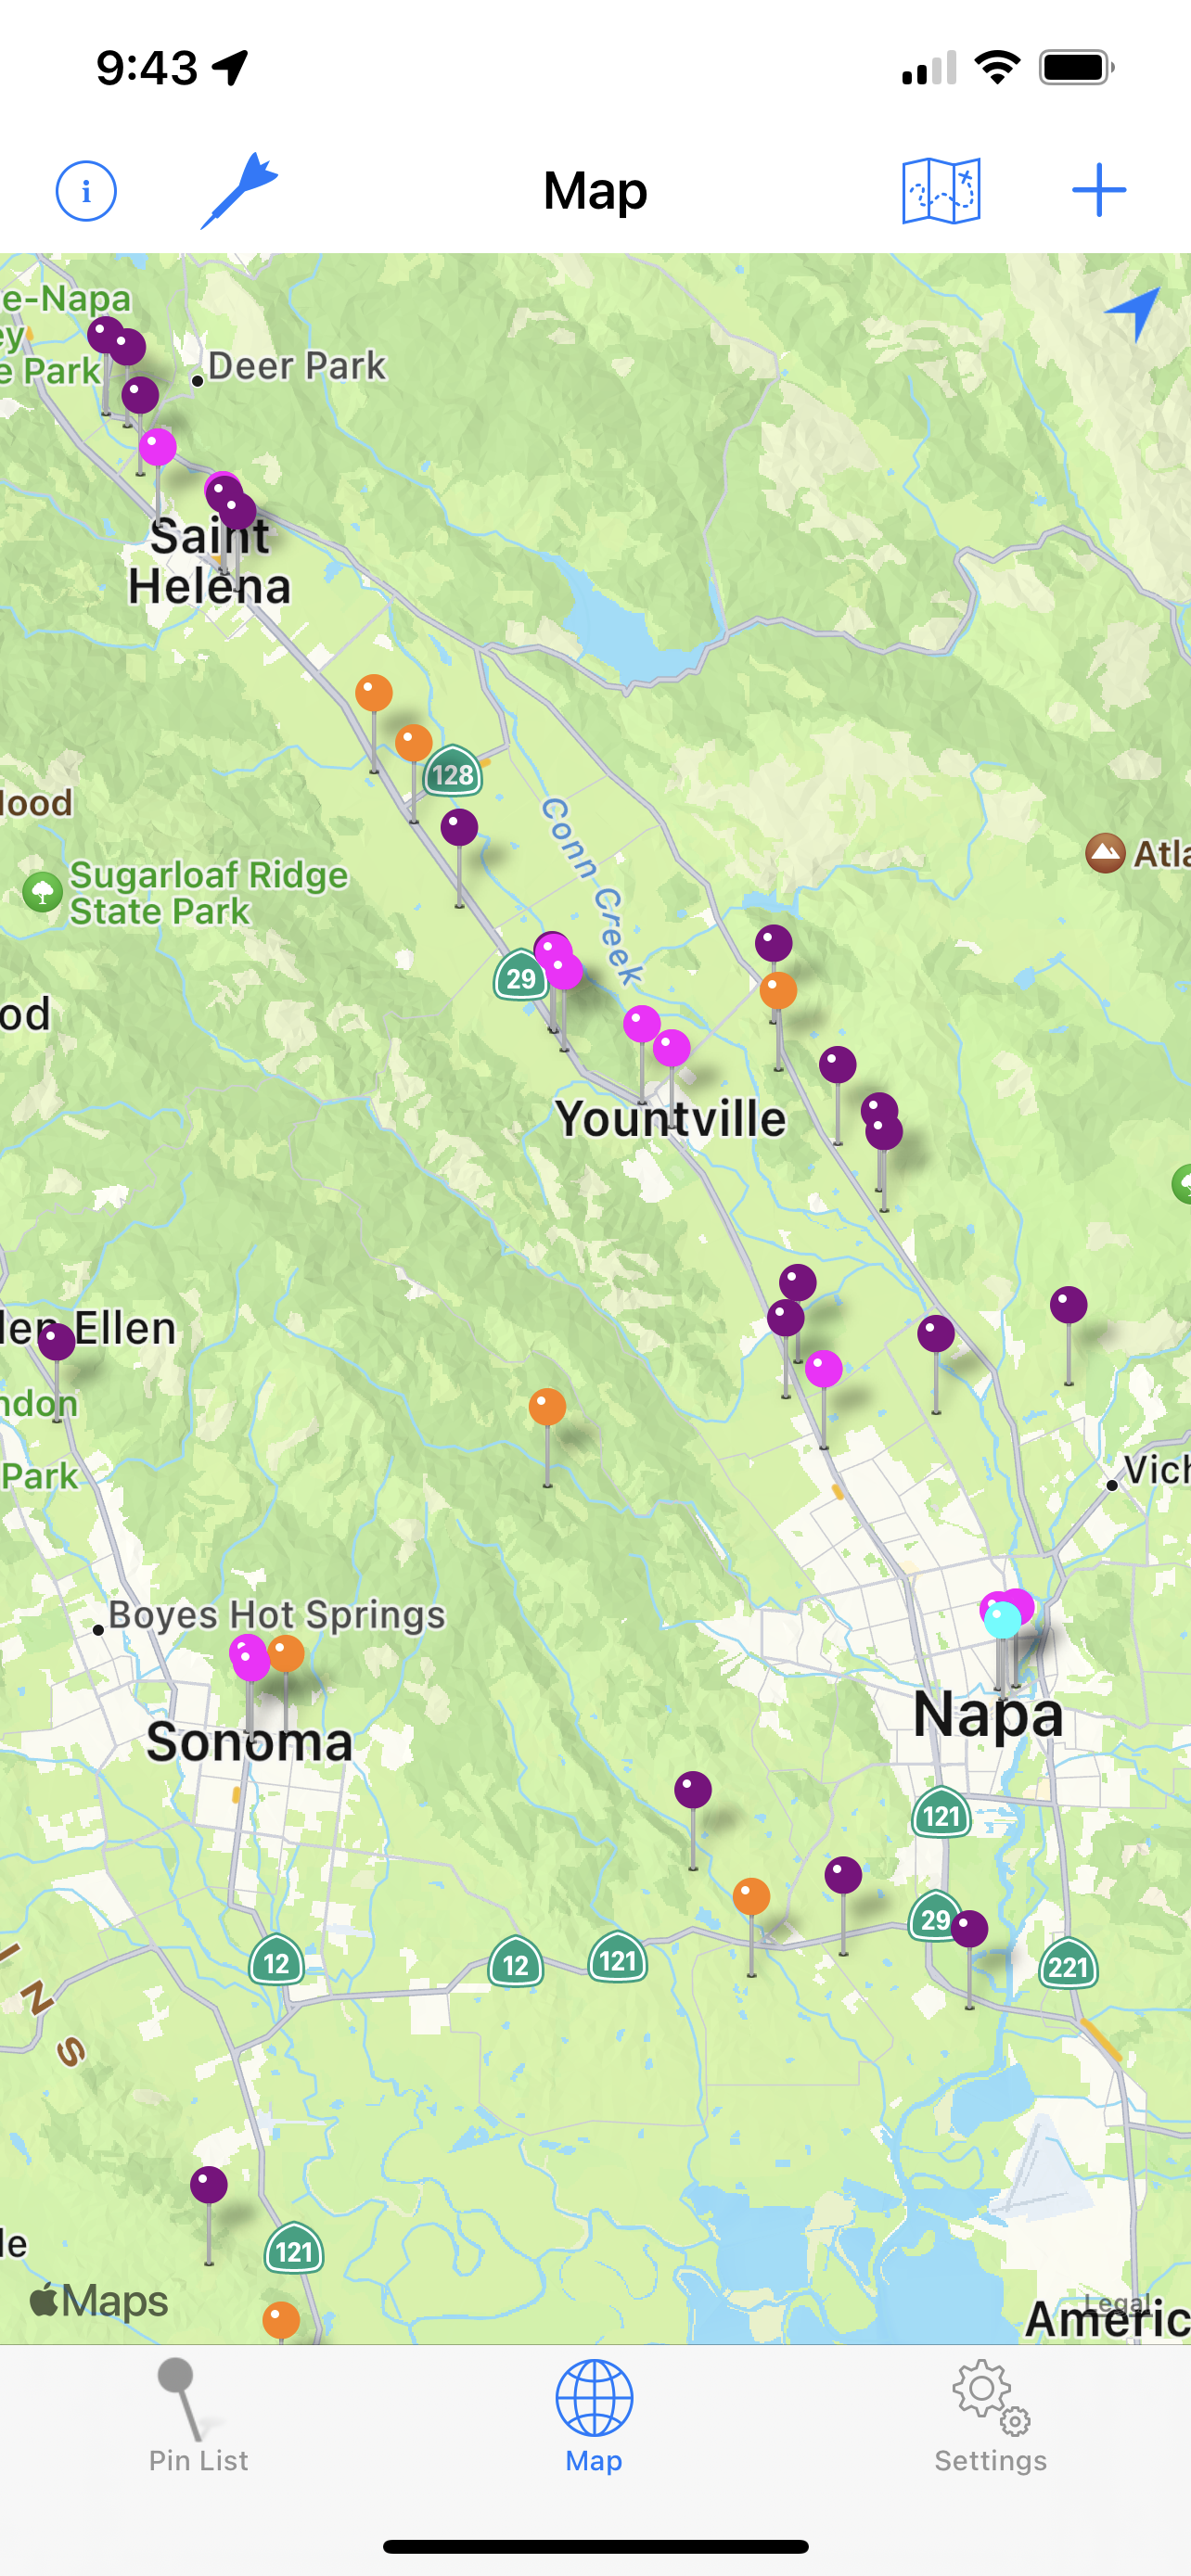 9:43
Map
e-Napa
ey
e Park
Deer Park
Saint
Helena
128
Conn Creek
Sugarloaf Ridge
State Park
Atla
29
od
Yountville
len Ellen
ndon
Park
Vich
Boyes Hot Springs
Sonoma
Napa
121
29
12
12
121
221
N
S
121
le
Maps
Legal
Americ
Pin List
Map
Settings